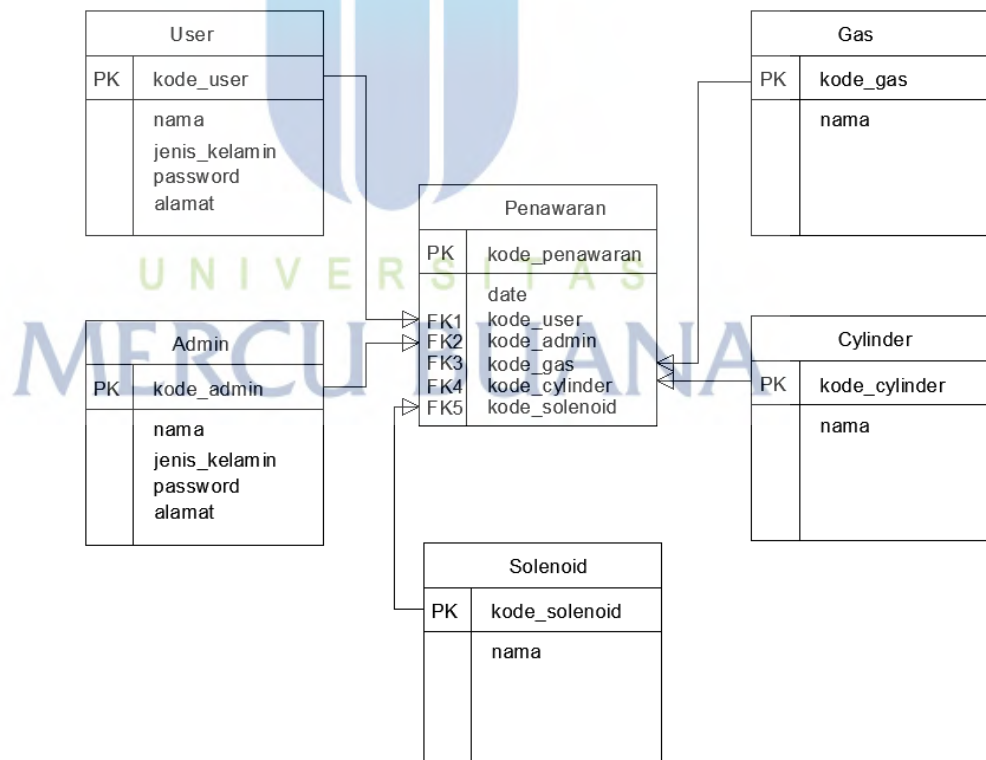 User
PK kode_user
nama
jenis_kelamin
password
alamat
Gas
PK kode_gas
nama
Penawaran
PK kode_penawaran
date
FK1 kode_user
FK2 kode_admin
FK3 kode_gas
FK4 kode_cylinder
FK5 kode_solenoid
UNIVERSITAS
MERCU BUANA
Admin
PK kode_admin
nama
jenis_kelamin
password
alamat
Cylinder
PK kode_cylinder
nama
Solenoid
PK kode_solenoid
nama